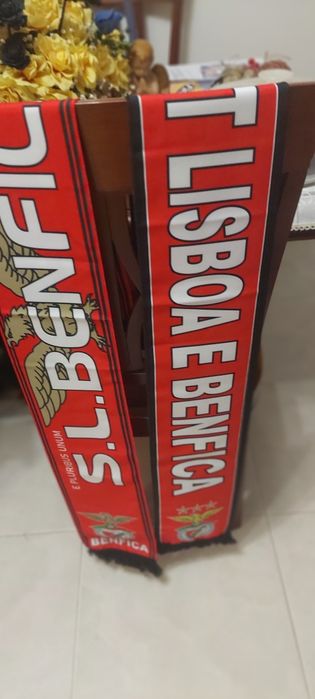 S.L.BENFIC
E PLURIBUS UNUM
BENFICA
T LISBOA E BENFICA